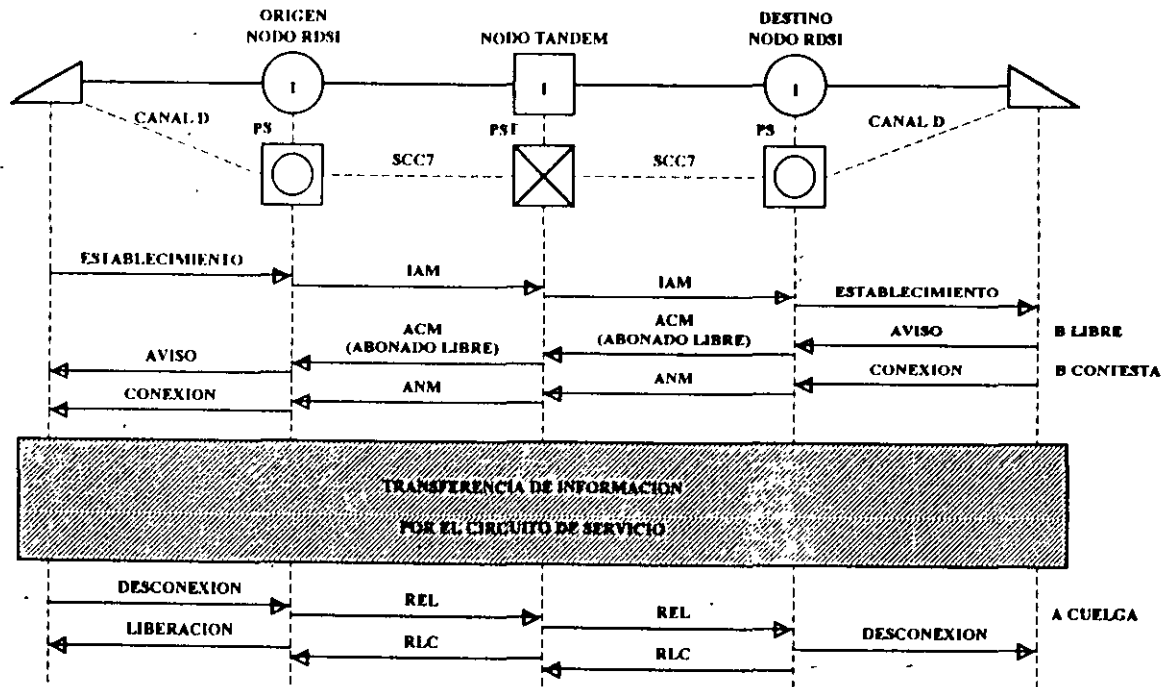 ORIGEN
NODO RDSI
NODO TANDEM
DESTINO
NODO RDSI
I
I
I
CANAL D
PS
PST
PS
CANAL D
SCC7
SCC7
ESTABLECIMIENTO
IAM
IAM
ESTABLECIMIENTO
ACM
(ABONADO LIBRE)
ACM
(ABONADO LIBRE)
B LIBRE
AVISO
AVISO
ANM
ANM
CONEXION
B CONTESTA
CONEXION
TRANSFERENCIA DE INFORMACION
POR EL CIRCUITO DE SERVICIO
DESCONEXION
REL
REL
A CUELGA
LIBERACION
RLC
RLC
DESCONEXION